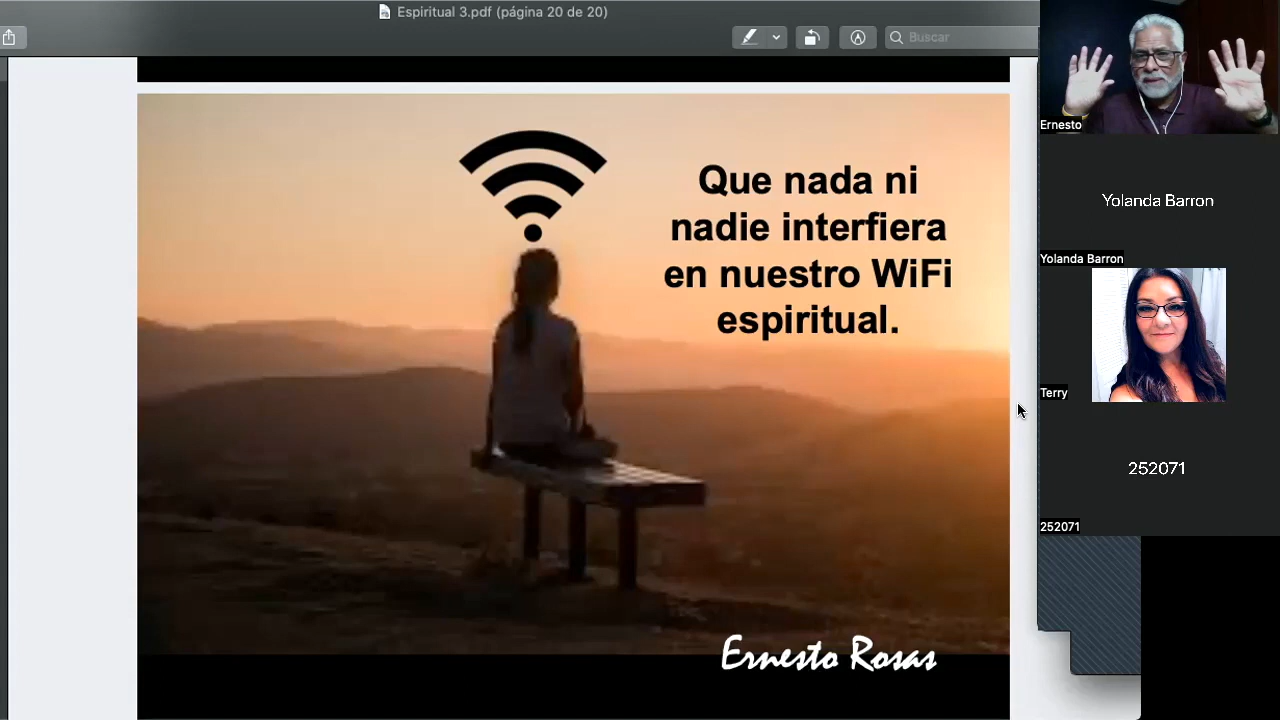 Espiritual 3.pdf (página 20 de 20)
Buscar
Que nada ni
nadie interfiera
en nuestro WiFi
espiritual.
Ernesto Rosas
Ernesto
Yolanda Barron
Yolanda Barron
Terry
252071
252071